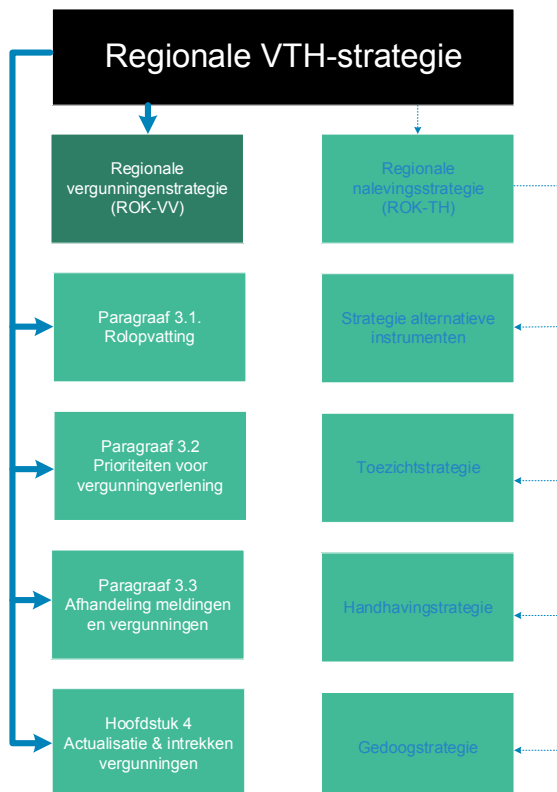 Regionale VTH-strategie
Regionale
vergunningenstrategie
(ROK-VV)
Paragraaf 3.1.
Rolopvatting
Paragraaf 3.2
Prioriteiten voor
vergunningverlening
Paragraaf 3.3
Afhandeling meldingen
en vergunningen
Hoofdstuk 4
Actualisatie & intrekken
vergunningen
Regionale
nalevingsstrategie
(ROK-TH)
Strategie alternatieve
instrumenten
Toezichtstrategie
Handhavingstrategie
Gedoogstrategie